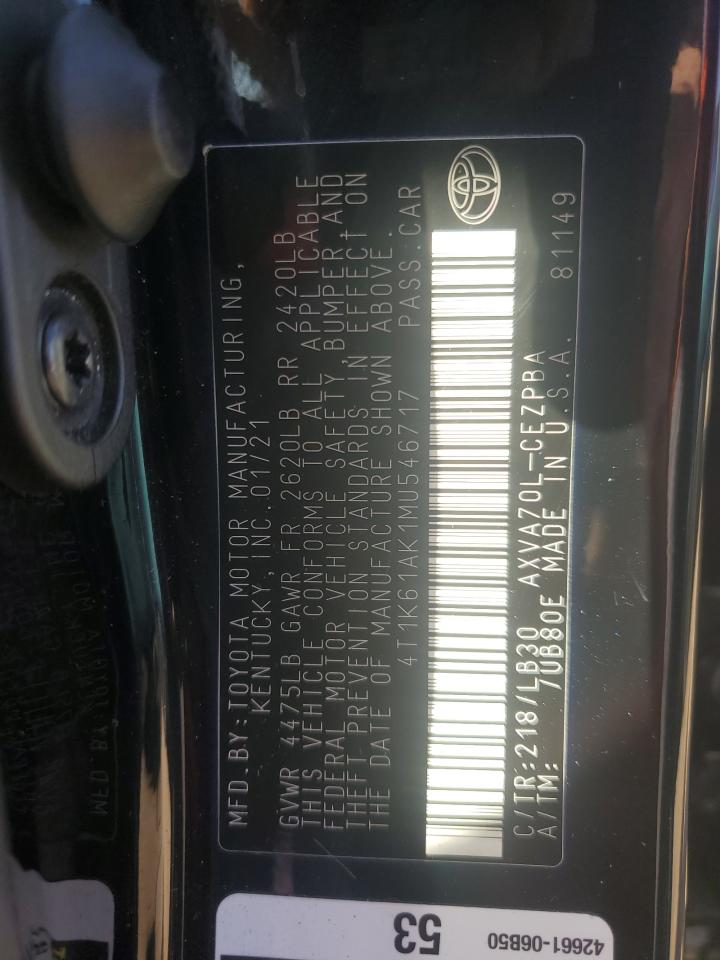 MFD.BY:TOYOTA MOTOR MANUFACTURING,
KENTUCKY, INC.01/21
GVWR 4475LB GAWR FR 2620LB RR 2420LB
THIS VEHICLE CONFORMS TO ALL APPLICABLE
FEDERAL MOTOR VEHICLE SAFETY, BUMPER AND
THEFT PREVENTION STANDARDS IN EFFECT ON
THE DATE OF MANUFACTURE SHOWN ABOVE.
4T1K61AK1MU546717 PASS.CAR
C/TR:218/LB30 AXVA70L-CEZPBA
A/TM: 7UB80E MADE IN U.S.A. 81149
53
42661-06B50